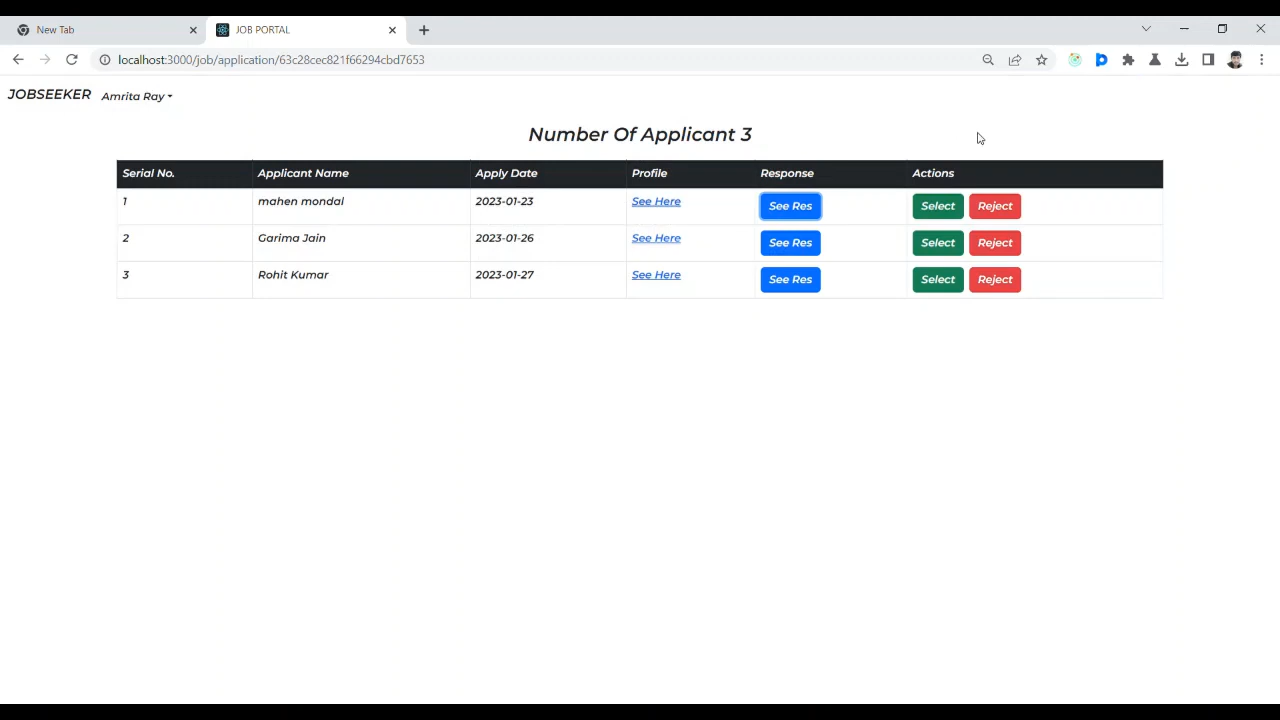 New Tab
JOB PORTAL
localhost:3000/job/application/63c28cec821f66294cbd7653
JOBSEEKER Amrita Ray
Number Of Applicant 3
Serial No. Applicant Name Apply Date Profile Response Actions
1 mahen mondal 2023-01-23 See Here See Res Select Reject
2 Garima Jain 2023-01-26 See Here See Res Select Reject
3 Rohit Kumar 2023-01-27 See Here See Res Select Reject